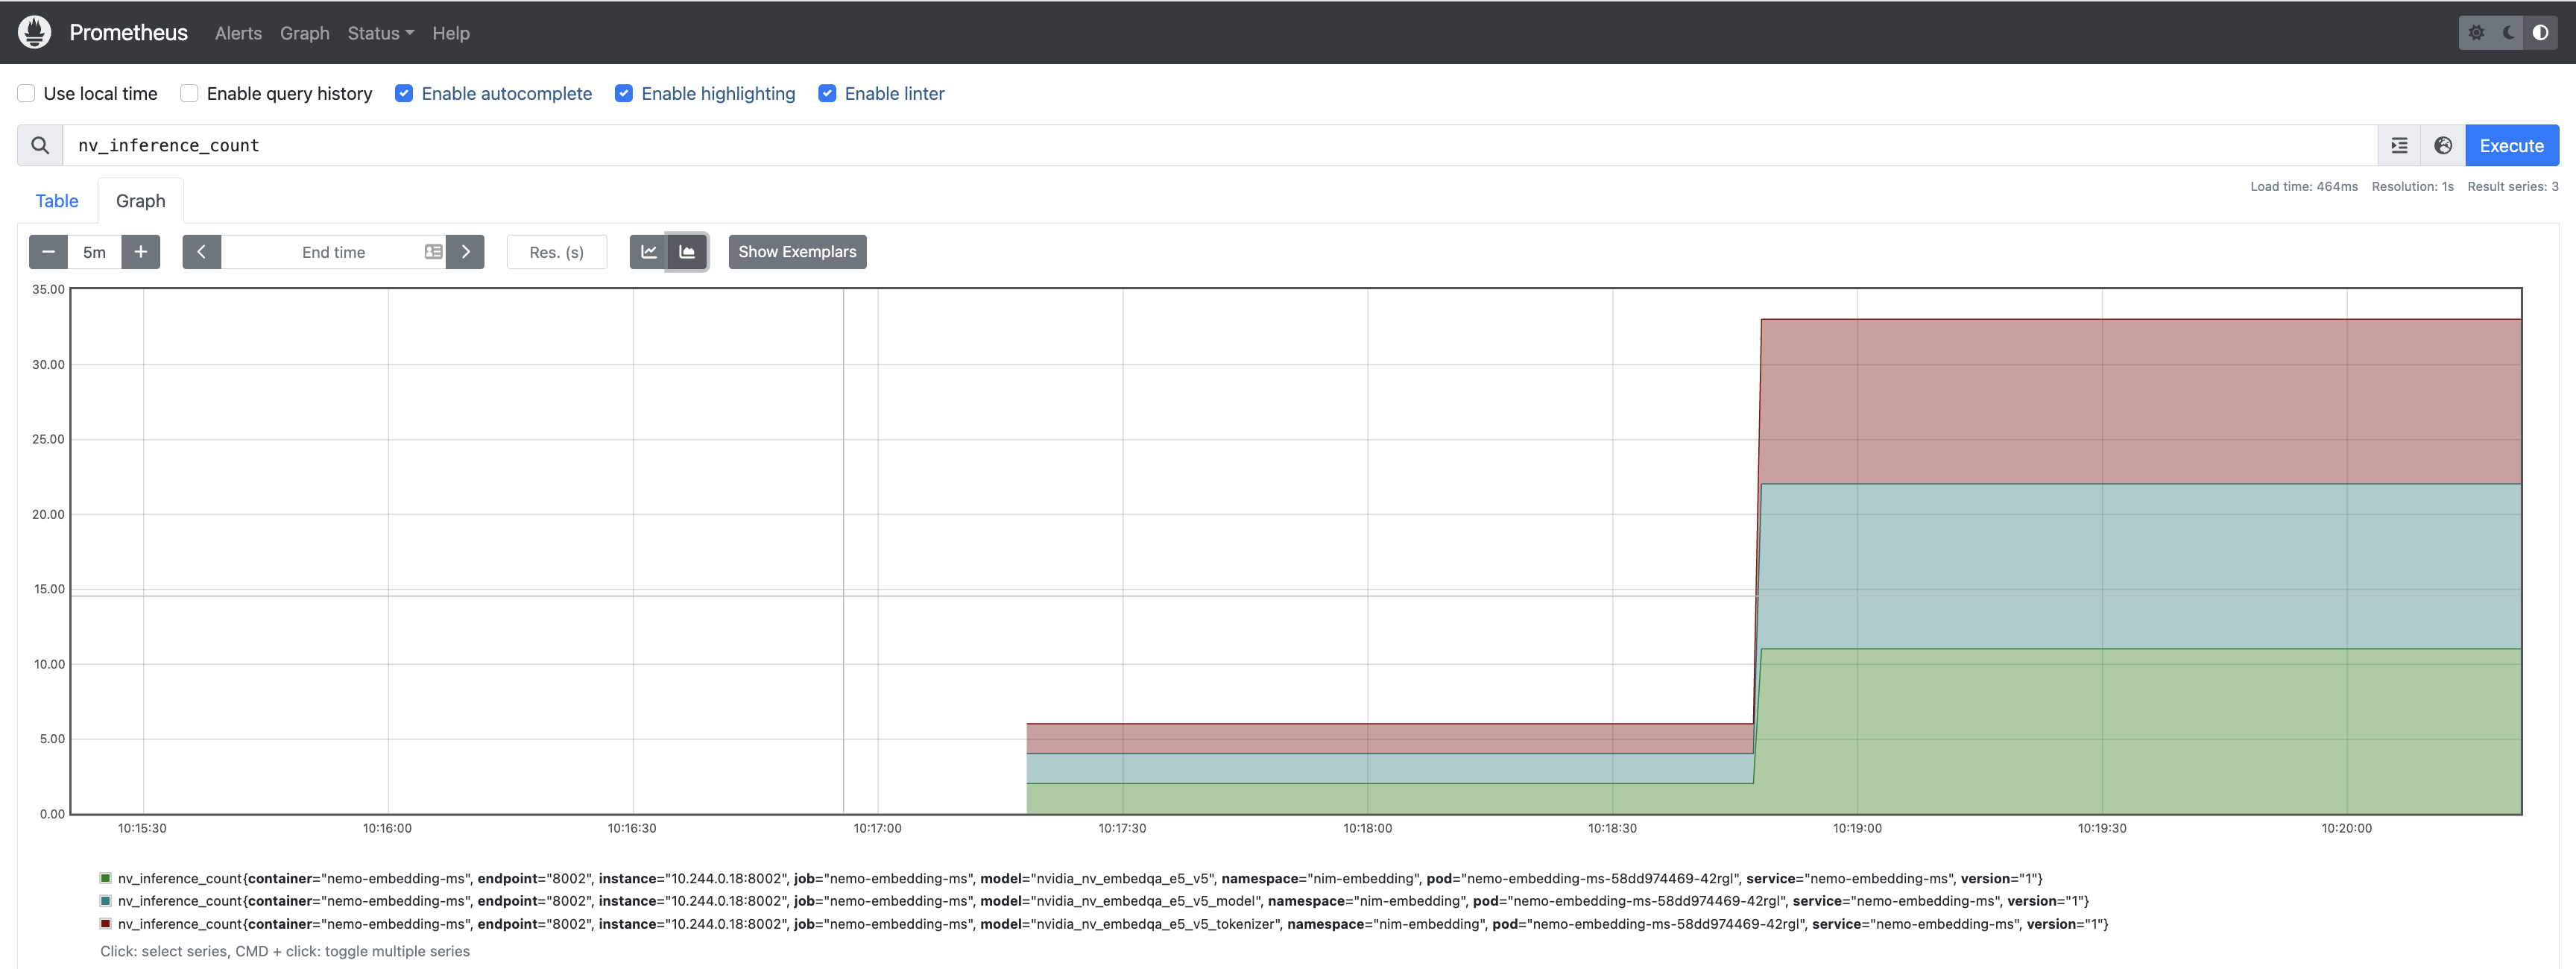 Prometheus Alerts Graph Status Help
Use local time Enable query history Enable autocomplete Enable highlighting Enable linter
nv_inference_count Execute
Table Graph Load time: 464ms Resolution: 1s Result series: 3
5m End time Res. (s) Show Exemplars
35.00
30.00
25.00
20.00
15.00
10.00
5.00
0.00
10:15:30 10:16:00 10:16:30 10:17:00 10:17:30 10:18:00 10:18:30 10:19:00 10:19:30 10:20:00
nv_inference_count{container="nemo-embedding-ms", endpoint="8002", instance="10.244.0.18:8002", job="nemo-embedding-ms", model="nvidia_nv_embedqa_e5_v5", namespace="nim-embedding", pod="nemo-embedding-ms-58dd974469-42rgl", service="nemo-embedding-ms", version="1"}
nv_inference_count{container="nemo-embedding-ms", endpoint="8002", instance="10.244.0.18:8002", job="nemo-embedding-ms", model="nvidia_nv_embedqa_e5_v5_model", namespace="nim-embedding", pod="nemo-embedding-ms-58dd974469-42rgl", service="nemo-embedding-ms", version="1"}
nv_inference_count{container="nemo-embedding-ms", endpoint="8002", instance="10.244.0.18:8002", job="nemo-embedding-ms", model="nvidia_nv_embedqa_e5_v5_tokenizer", namespace="nim-embedding", pod="nemo-embedding-ms-58dd974469-42rgl", service="nemo-embedding-ms", version="1"}
Click: select series, CMD + click: toggle multiple series